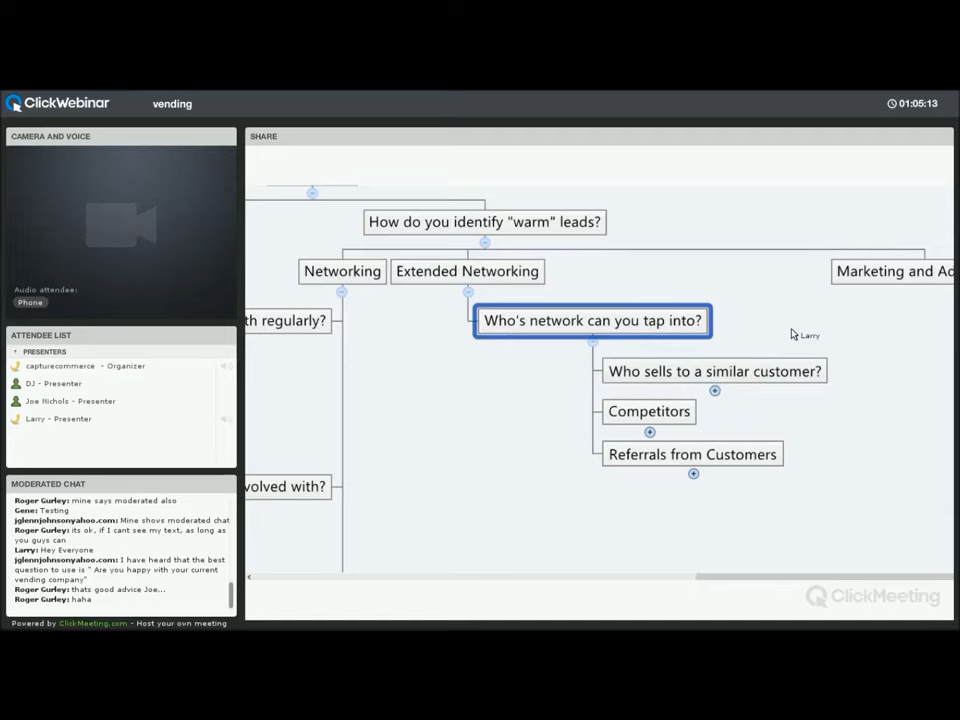 ClickWebinar
vending
01:05:13
CAMERA AND VOICE
Audio attendee:
Phone
ATTENDEE LIST
PRESENTERS
capturecommerce - Organizer
DJ - Presenter
Joe Nichols - Presenter
Larry - Presenter
MODERATED CHAT
Roger Gurley: mine says moderated also
Gene: Testing
jglennjohnsonyahoo.com: Mine shows moderated chat
Roger Gurley: its ok, if I cant see my text, as long as
you guys can
Larry: Hey Everyone
jglennjohnsonyahoo.com: I have heard that the best
question to use is " Are you happy with your current
vending company"
Roger Gurley: thats good advice Joe...
Roger Gurley: haha
Powered by ClickMeeting.com - Host your own meeting
SHARE
How do you identify "warm" leads?
Networking
Extended Networking
Marketing and Ad
th regularly?
Who's network can you tap into?
Larry
Who sells to a similar customer?
Competitors
Referrals from Customers
volved with?
ClickMeeting